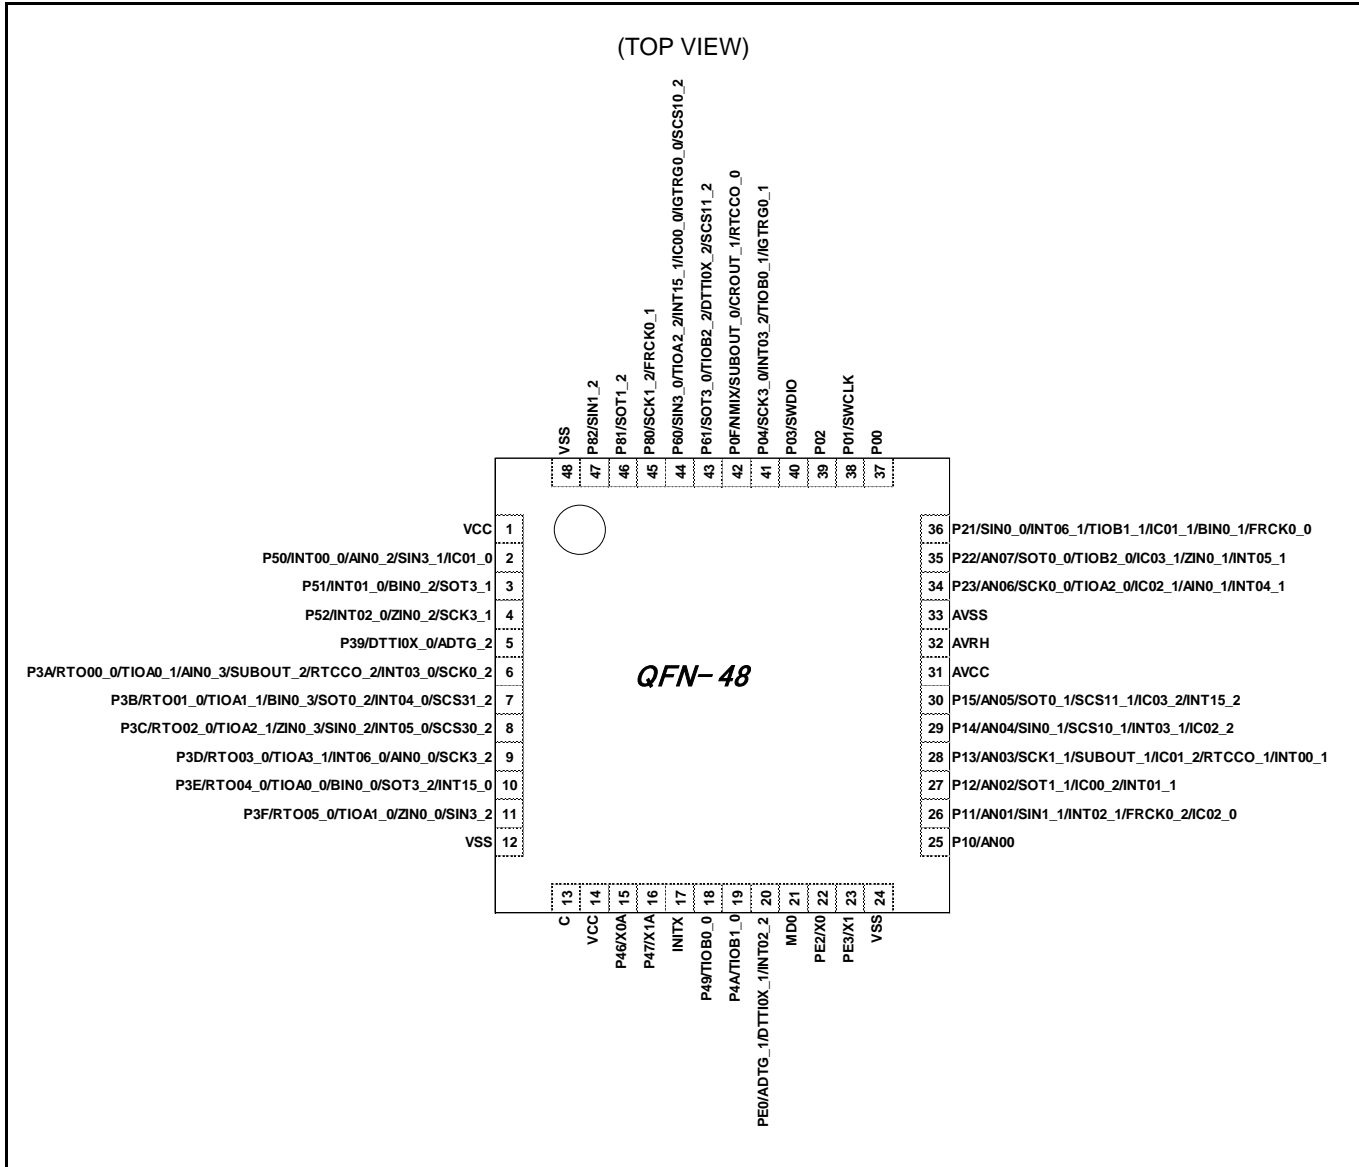 (TOP VIEW)
VSS
P82/SIN1_2
P81/SOT1_2
P80/SCK1_2/FRCK0_1
P60/SIN3_0/TIOA2_2/INT15_1/IC00_0/IGTRG0_0/SCS10_2
P61/SOT3_0/TIOB2_2/DTTI0X_2/SCS11_2
P0F/NMIX/SUBOUT_0/CROUT_1/RTCCO_0
P04/SCK3_0/INT03_2/TIOB0_1/IGTRG0_1
P03/SWDIO
P02
P01/SWCLK
P00
48
47
46
45
44
43
42
41
40
39
38
37
VCC 1
P50/INT00_0/AIN0_2/SIN3_1/IC01_0 2
P51/INT01_0/BIN0_2/SOT3_1 3
P52/INT02_0/ZIN0_2/SCK3_1 4
P39/DTTI0X_0/ADTG_2 5
P3A/RTO00_0/TIOA0_1/AIN0_3/SUBOUT_2/RTCCO_2/INT03_0/SCK0_2 6
P3B/RTO01_0/TIOA1_1/BIN0_3/SOT0_2/INT04_0/SCS31_2 7
P3C/RTO02_0/TIOA2_1/ZIN0_3/SIN0_2/INT05_0/SCS30_2 8
P3D/RTO03_0/TIOA3_1/INT06_0/AIN0_0/SCK3_2 9
P3E/RTO04_0/TIOA0_0/BIN0_0/SOT3_2/INT15_0 10
P3F/RTO05_0/TIOA1_0/ZIN0_0/SIN3_2 11
VSS 12
QFN-48
36 P21/SIN0_0/INT06_1/TIOB1_1/IC01_1/BIN0_1/FRCK0_0
35 P22/AN07/SOT0_0/TIOB2_0/IC03_1/ZIN0_1/INT05_1
34 P23/AN06/SCK0_0/TIOA2_0/IC02_1/AIN0_1/INT04_1
33 AVSS
32 AVRH
31 AVCC
30 P15/AN05/SOT0_1/SCS11_1/IC03_2/INT15_2
29 P14/AN04/SIN0_1/SCS10_1/INT03_1/IC02_2
28 P13/AN03/SCK1_1/SUBOUT_1/IC01_2/RTCCO_1/INT00_1
27 P12/AN02/SOT1_1/IC00_2/INT01_1
26 P11/AN01/SIN1_1/INT02_1/FRCK0_2/IC02_0
25 P10/AN00
13
14
15
16
17
18
19
20
21
22
23
24
C
VCC
P46/X0A
P47/X1A
INITX
P49/TIOB0_0
P4A/TIOB1_0
PE0/ADTG_1/DTTI0X_1/INT02_2
MD0
PE2/X0
PE3/X1
VSS